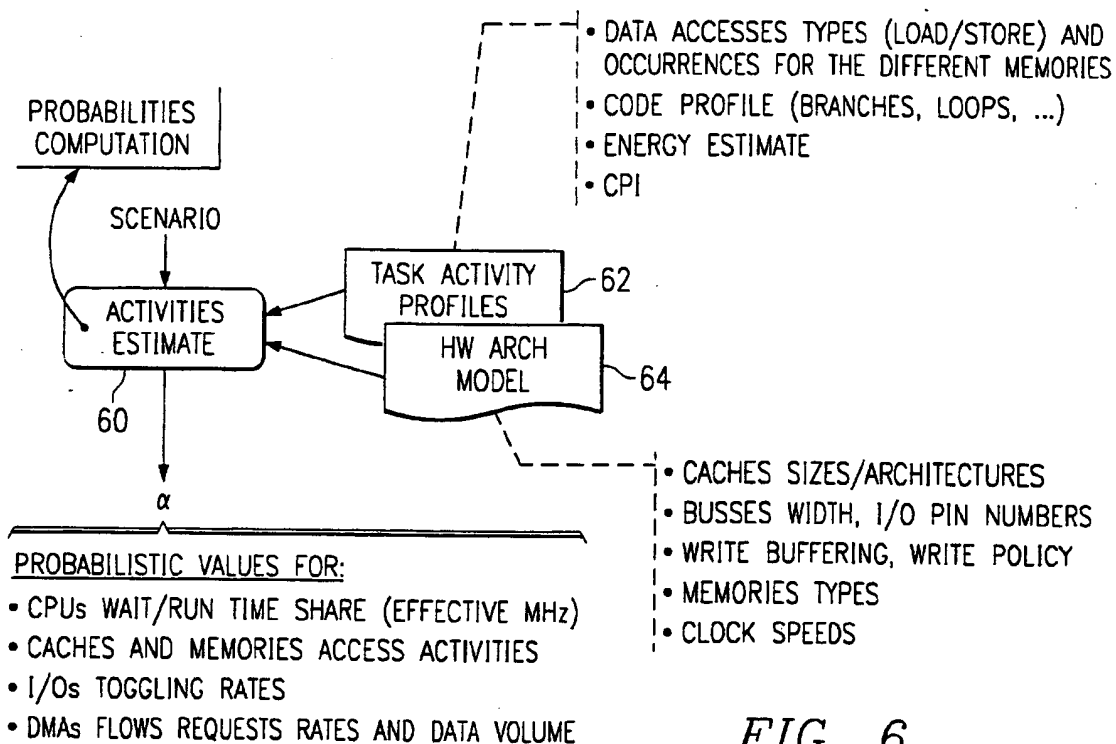 • DATA ACCESSES TYPES (LOAD/STORE) AND
OCCURRENCES FOR THE DIFFERENT MEMORIES
• CODE PROFILE (BRANCHES, LOOPS, ...)
• ENERGY ESTIMATE
• CPI
PROBABILITIES
COMPUTATION
SCENARIO
TASK ACTIVITY
PROFILES
62
ACTIVITIES
ESTIMATE
60
HW ARCH
MODEL
64
• CACHES SIZES/ARCHITECTURES
• BUSSES WIDTH, I/O PIN NUMBERS
• WRITE BUFFERING, WRITE POLICY
• MEMORIES TYPES
• CLOCK SPEEDS
α
PROBABILISTIC VALUES FOR:
• CPUs WAIT/RUN TIME SHARE (EFFECTIVE MHz)
• CACHES AND MEMORIES ACCESS ACTIVITIES
• I/Os TOGGLING RATES
• DMAs FLOWS REQUESTS RATES AND DATA VOLUME
FIG. 6